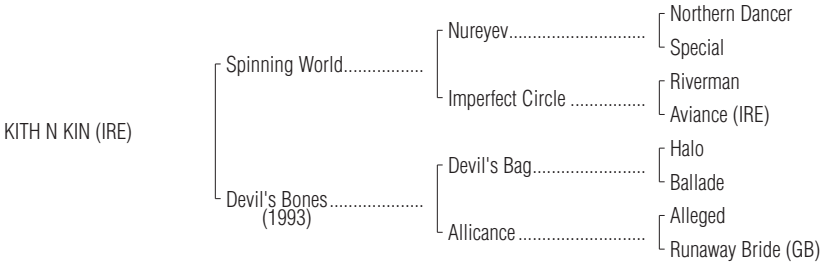 Northern Dancer
Nureyev..............................
Special
Spinning World.................
Riverman
Imperfect Circle ................
Aviance (IRE)
KITH N KIN (IRE)
Halo
Devil's Bag.........................
Ballade
Devil's Bones.....................
(1993)
Alleged
Allicance ............................
Runaway Bride (GB)